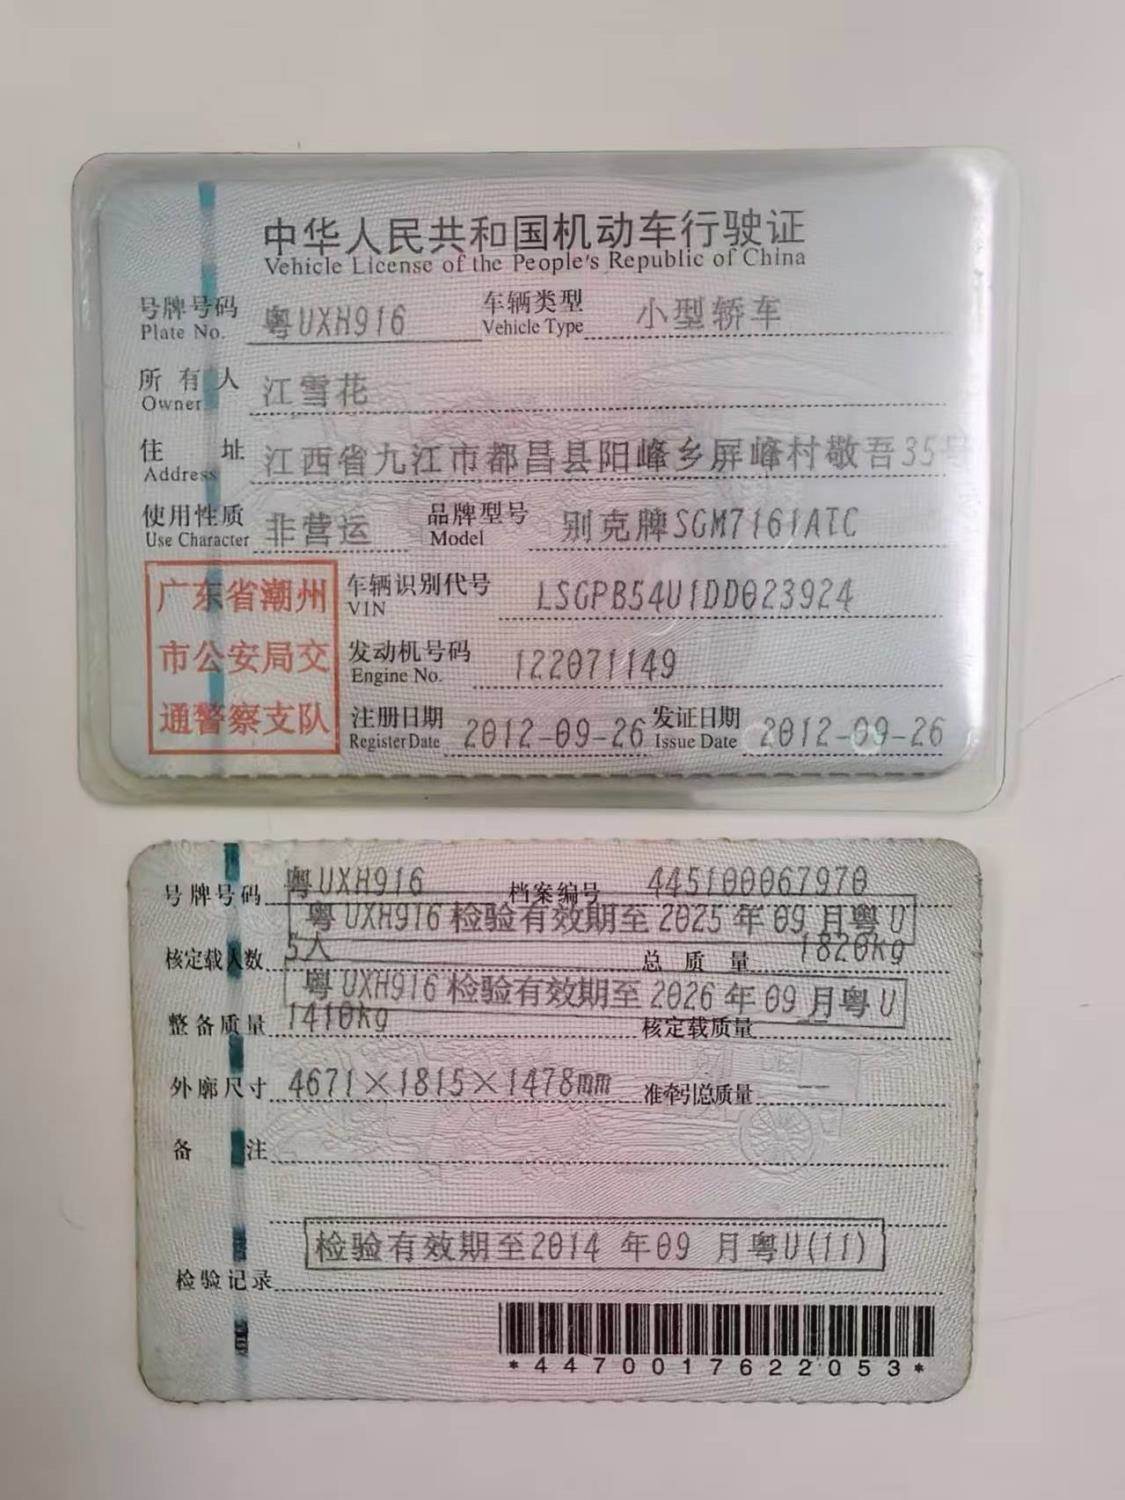 中华人民共和国机动车行驶证
Vehicle License of the People's Republic of China
号牌号码 粤UXH916 车辆类型 小型轿车
Plate No. Vehicle Type
所有人 江雪花
Owner
住址 江西省九江市都昌县阳峰乡屏峰村敬吾35号
Address
使用性质 非营运 品牌型号 别克牌SGM7161ATC
Use Character Model
广东省潮州
市公安局交
通警察支队
车辆识别代号 LSGPB54U1DD023924
VIN
发动机号码 122071149
Engine No.
注册日期 2012-09-26 发证日期 2012-09-26
Register Date Issue Date
号牌号码 粤UXH916 档案编号 445100067970
粤UXH916检验有效期至2025年09月粤U
核定载人数 5人 总质量 1820kg
粤UXH916检验有效期至2026年09月粤U
整备质量 1410kg 核定载质量 --
外廓尺寸 4671×1815×1478mm 准牵引总质量 --
备注
检验有效期至2014年09月粤U(11)
检验记录
*4470017622053*